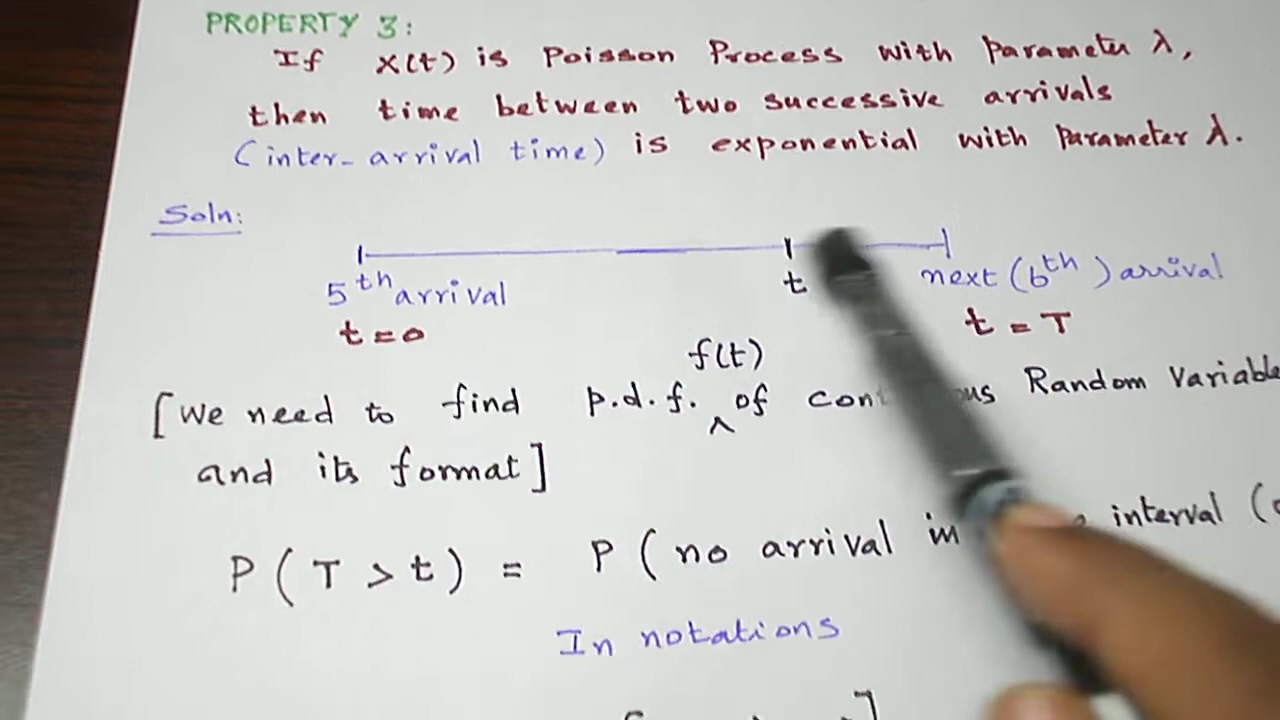 PROPERTY 3:
If X(t) is Poisson Process with Parameter λ,
then time between two successive arrivals
(inter-arrival time) is exponential with Parameter λ.
Soln:
t
5th arrival
next (6th) arrival
t = 0
t = T
f(t)
[We need to find p.d.f. ^ of Random Variable
and its format]
P(T > t) = P(no arrival in interval (
In notations
]